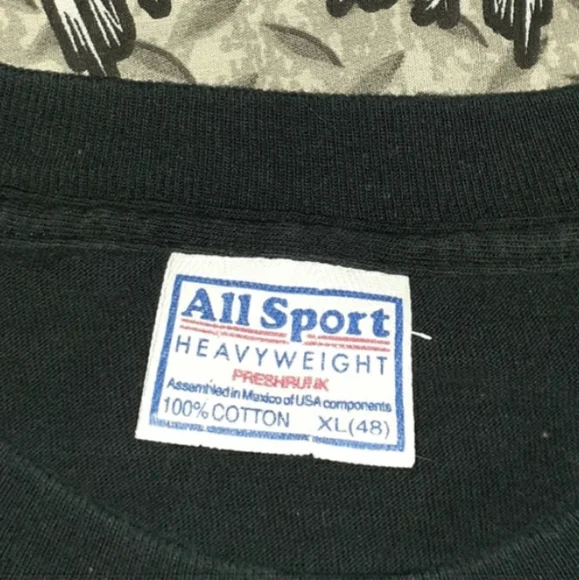 All Sport
HEAVYWEIGHT
PRESHRUNK
Assembled in Mexico of USA components
100% COTTON XL(48)